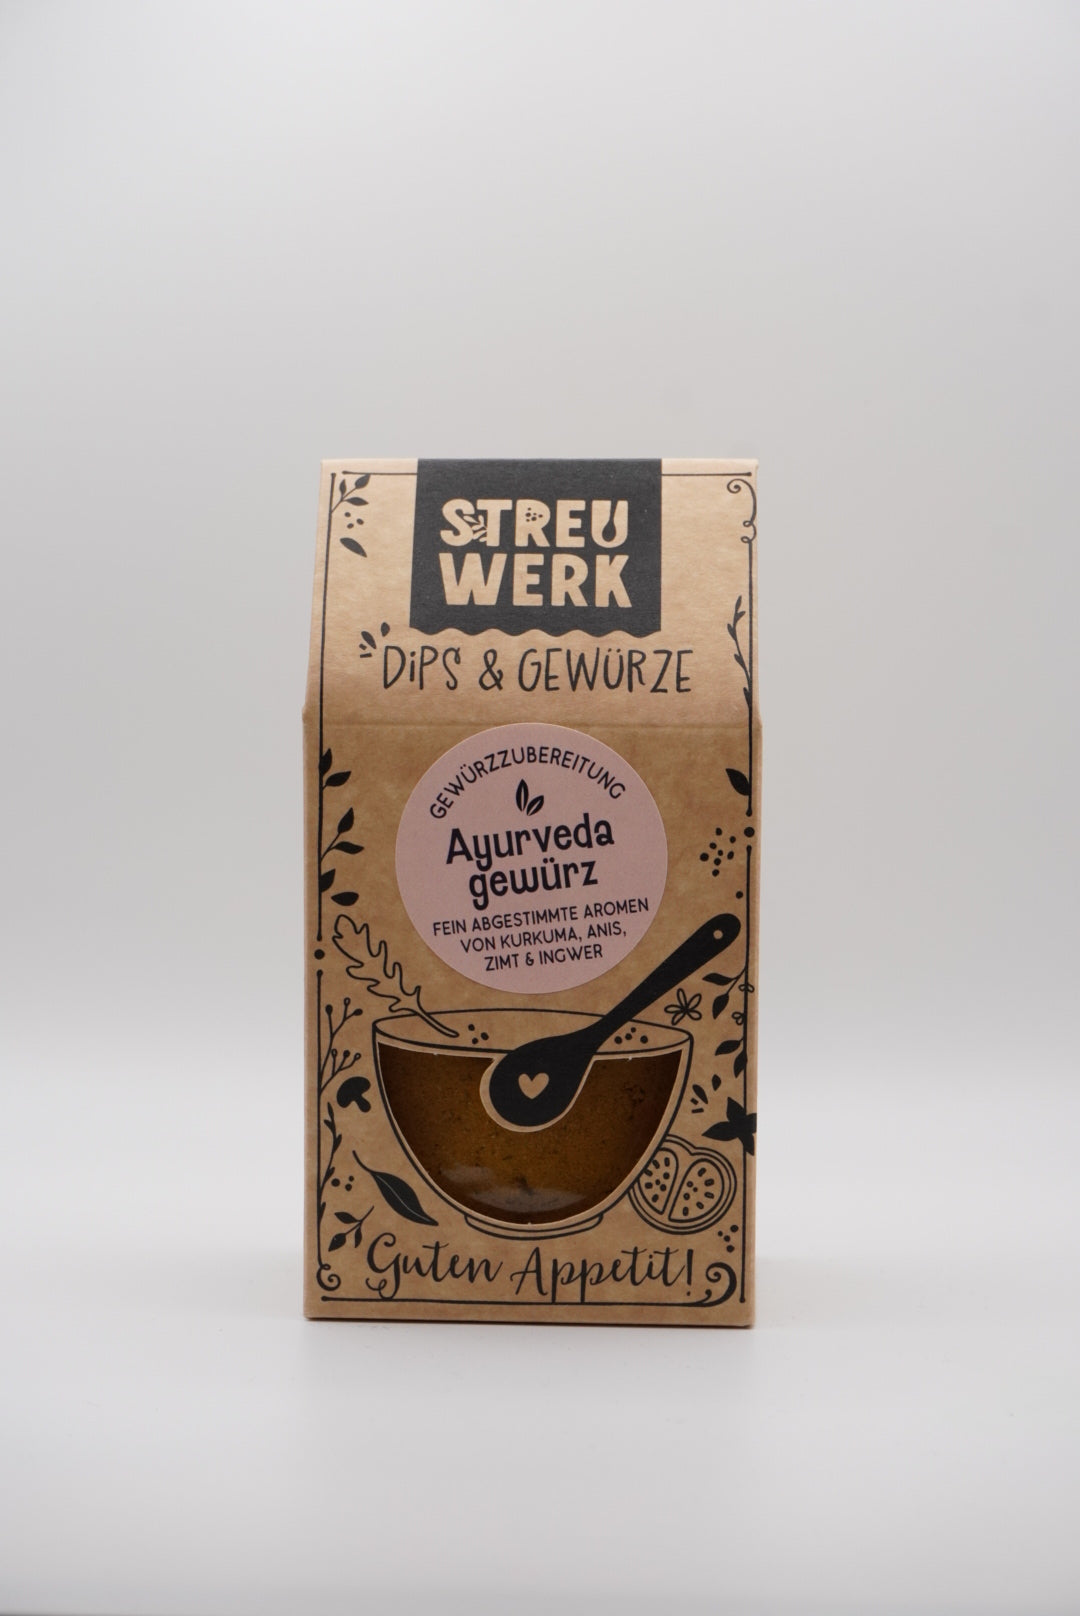 STREU
WERK
DiPS & GEWÜRZE
GEWÜRZZUBEREITUNG
Ayurveda
gewürz
FEIN ABGESTIMMTE AROMEN
VON KURKUMA, ANIS,
ZIMT & INGWER
Guten Appetit!